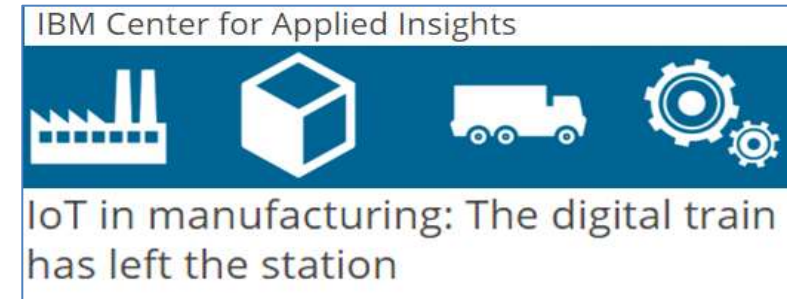 IBM Center for Applied Insights
IoT in manufacturing: The digital train
has left the station